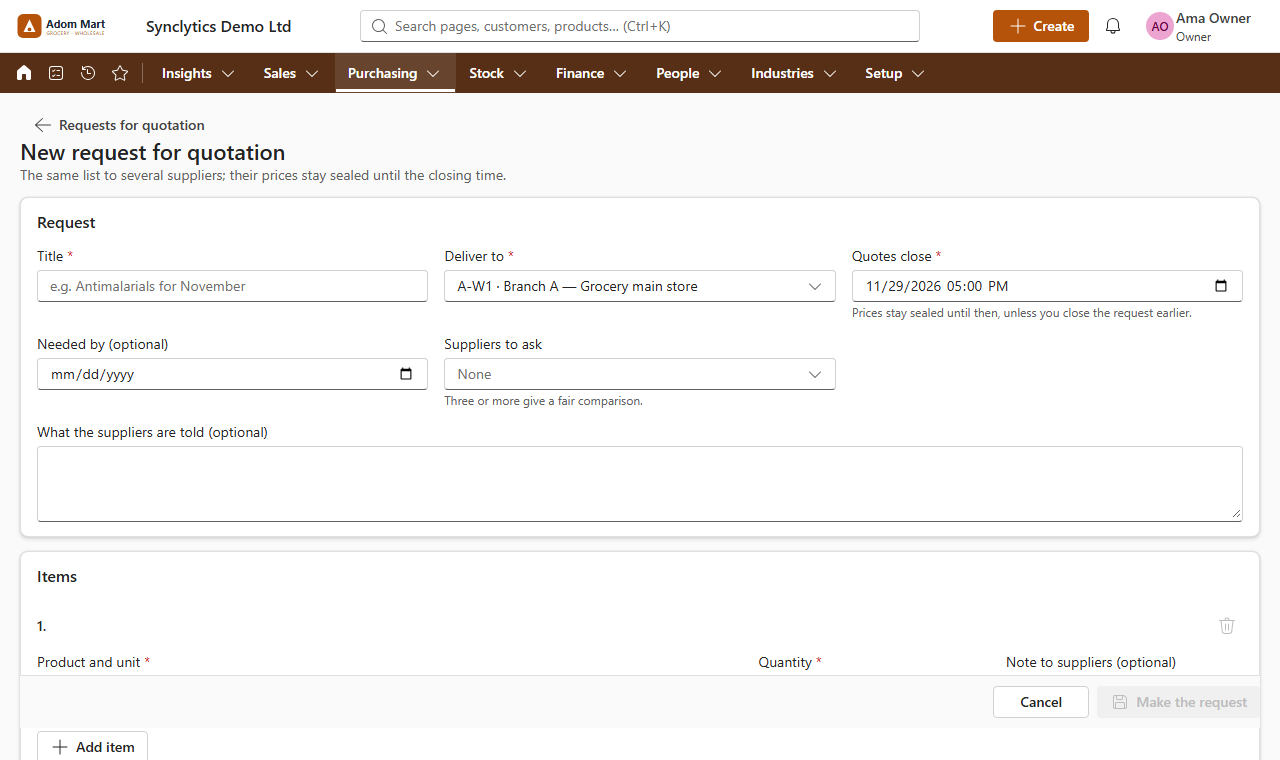 Adom Mart
GROCERY · WHOLESALE
Synclytics Demo Ltd
Search pages, customers, products... (Ctrl+K)
Create
AO
Ama Owner
Owner
Insights
Sales
Purchasing
Stock
Finance
People
Industries
Setup
Requests for quotation
New request for quotation
The same list to several suppliers; their prices stay sealed until the closing time.
Request
Title *
Deliver to *
Quotes close *
e.g. Antimalarials for November
A-W1 · Branch A — Grocery main store
11/29/2026 05:00 PM
Prices stay sealed until then, unless you close the request earlier.
Needed by (optional)
Suppliers to ask
mm/dd/yyyy
None
Three or more give a fair comparison.
What the suppliers are told (optional)
Items
1.
Product and unit *
Quantity *
Note to suppliers (optional)
Cancel
Make the request
Add item